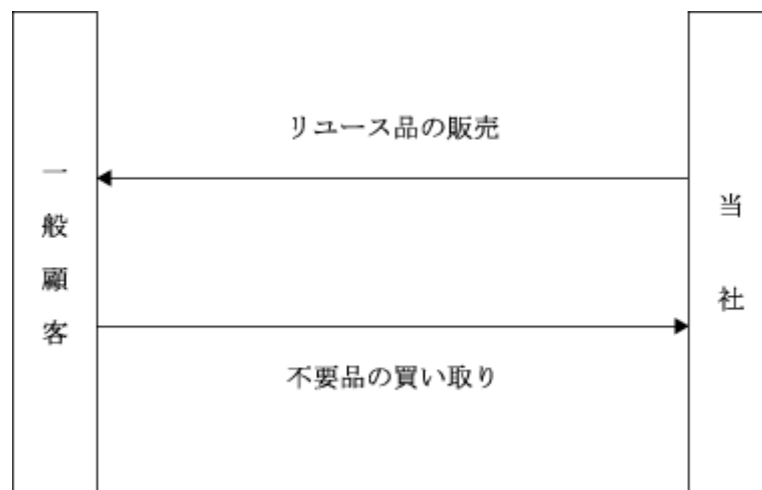 リユース品の販売
一般顧客
当社
不要品の買い取り